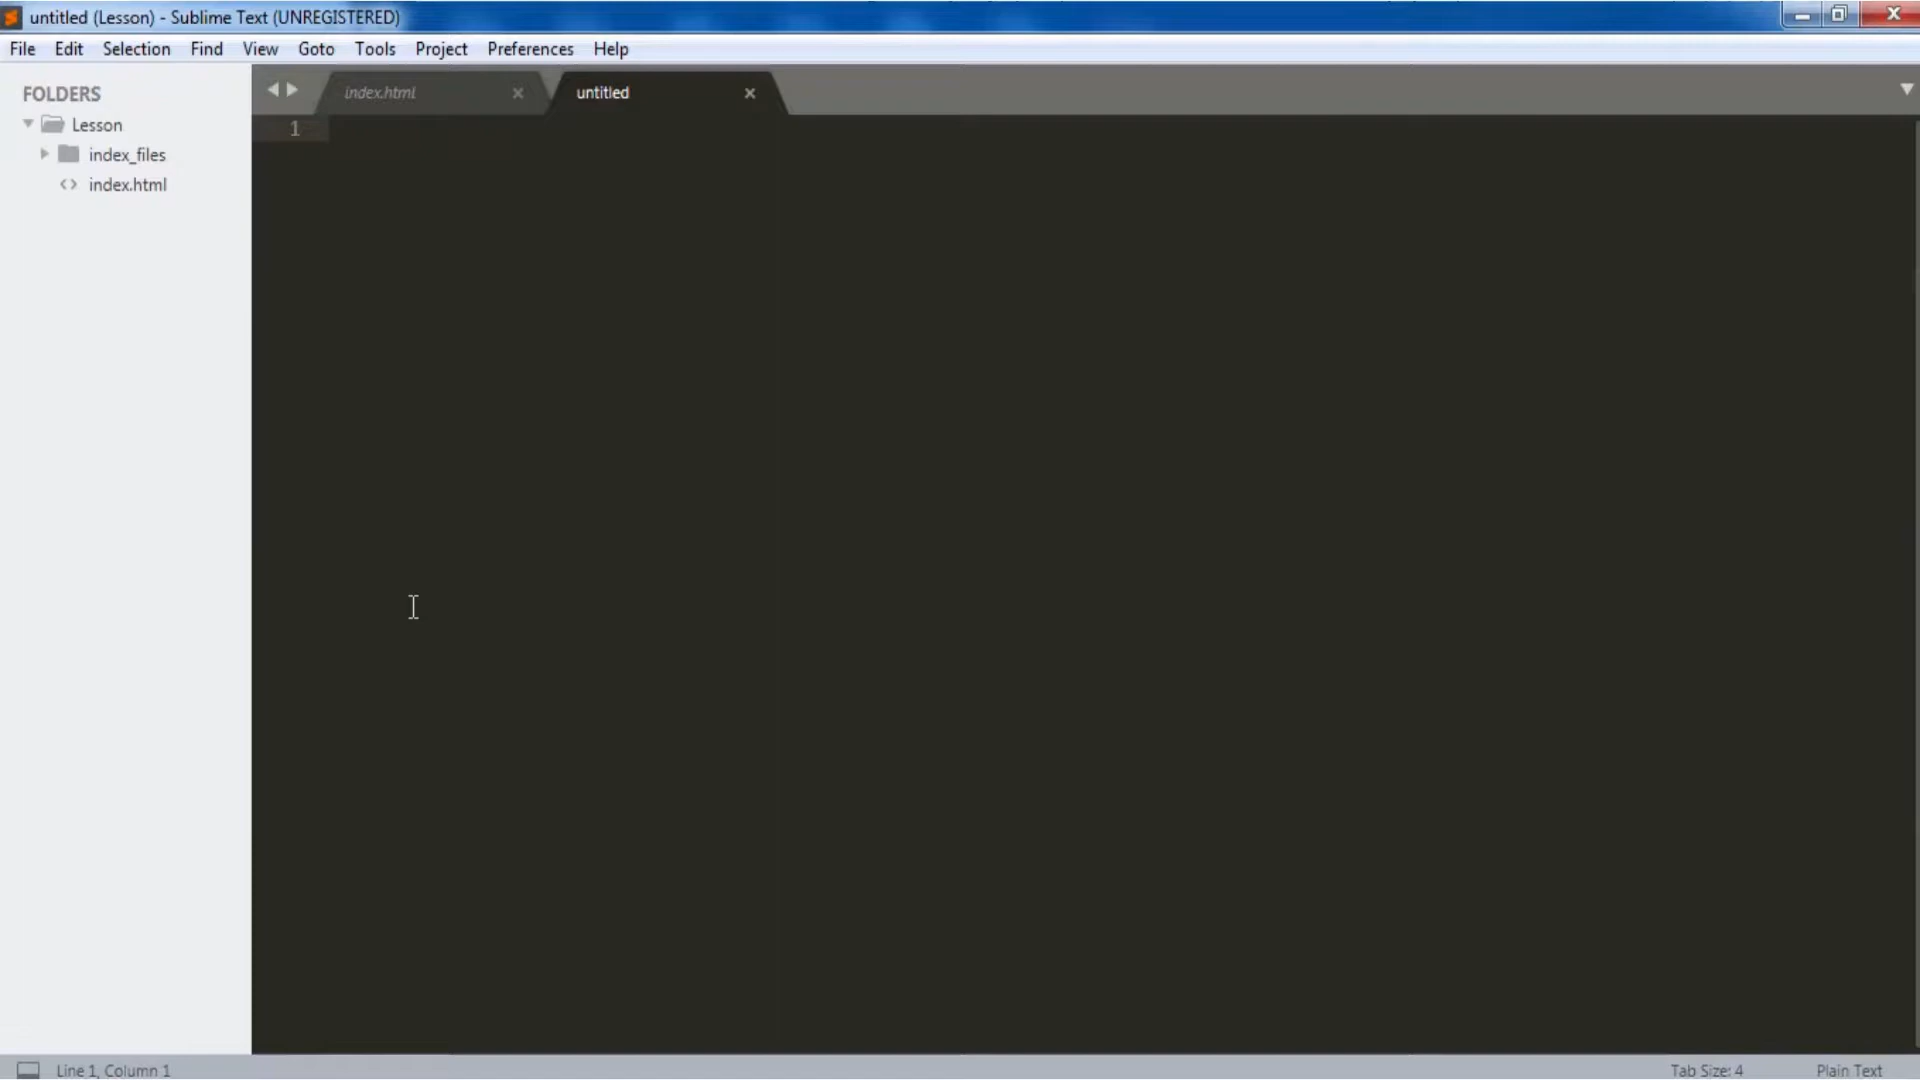 untitled (Lesson) - Sublime Text (UNREGISTERED)
File Edit Selection Find View Goto Tools Project Preferences Help
FOLDERS
Lesson
index_files
index.html
index.html
untitled
1
Line 1, Column 1
Tab Size: 4
Plain Text